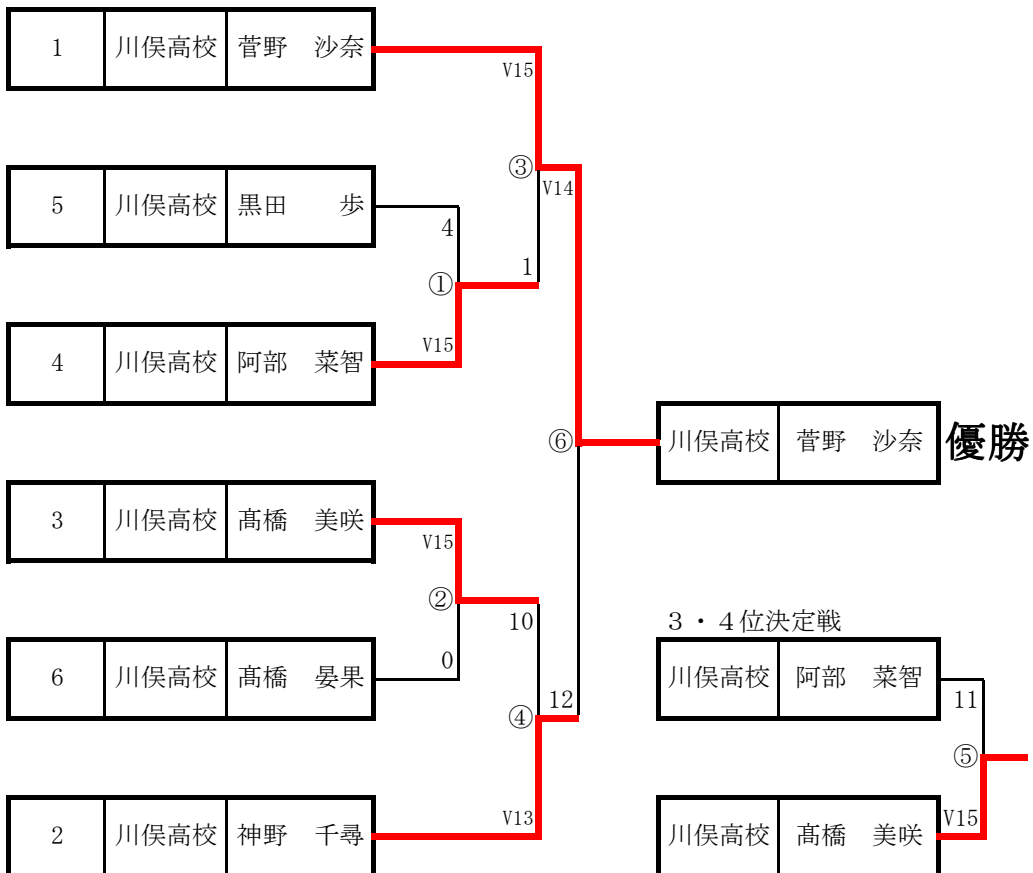 1 川俣高校 菅野 沙奈
V15
③
V14
5 川俣高校 黒田 歩
4
1
①
4 川俣高校 阿部 菜智
V15
⑥
川俣高校 菅野 沙奈 優勝
3 川俣高校 髙橋 美咲
V15
②
10
0
6 川俣高校 髙橋 晏果
12
④
2 川俣高校 神野 千尋
V13
3・4位決定戦
川俣高校 阿部 菜智
11
⑤
川俣高校 髙橋 美咲
V15